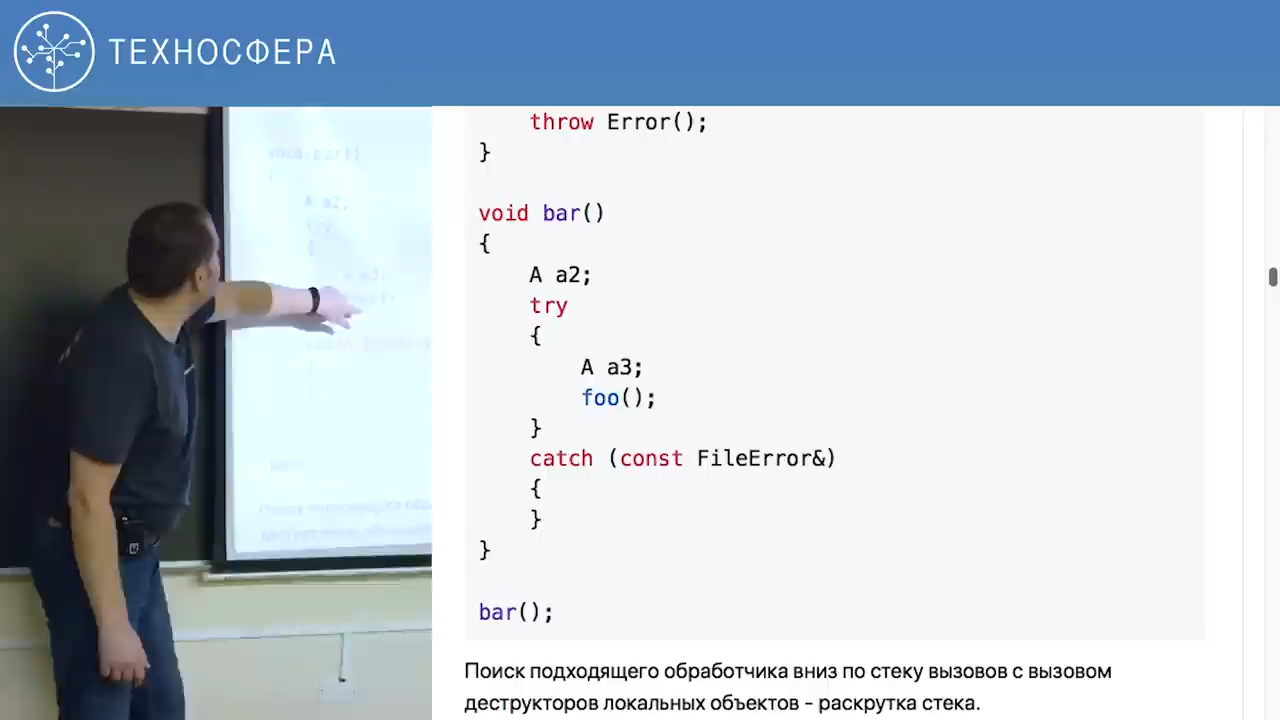 ТЕХНОСФЕРА
throw Error();
}
void bar()
{
A a2;
try
{
A a3;
foo();
}
catch (const FileError&)
{
}
}
bar();
Поиск подходящего обработчика вниз по стеку вызовов с вызовом
деструкторов локальных объектов - раскрутка стека.